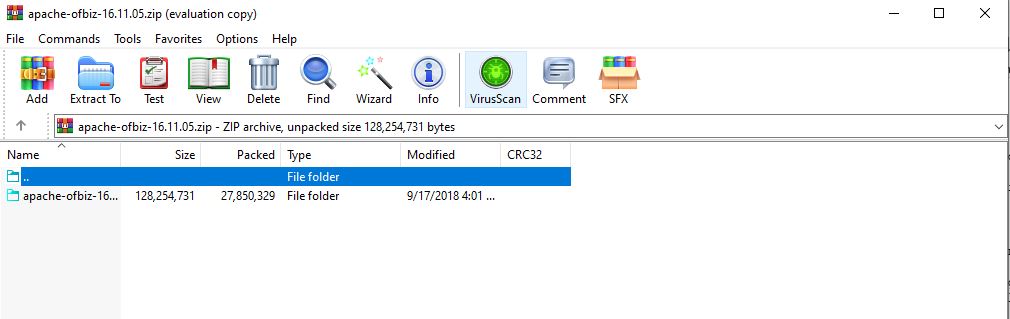 apache-ofbiz-16.11.05.zip (evaluation copy)
File Commands Tools Favorites Options Help
Add Extract To Test View Delete Find Wizard Info VirusScan Comment SFX
apache-ofbiz-16.11.05.zip - ZIP archive, unpacked size 128,254,731 bytes
Name Size Packed Type Modified CRC32
.. File folder
apache-ofbiz-16... 128,254,731 27,850,329 File folder 9/17/2018 4:01 ...